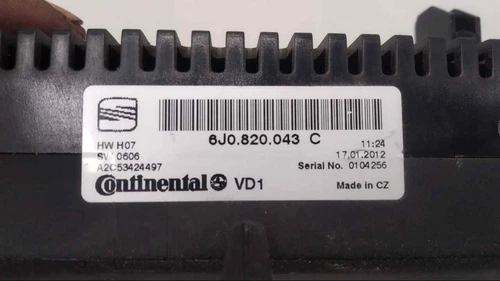 6J0.820.043 C
HW H07
SW 0606
A2C53424497
11:24
17.01.2012
Serial No. 0104256
Continental VD1
Made in CZ